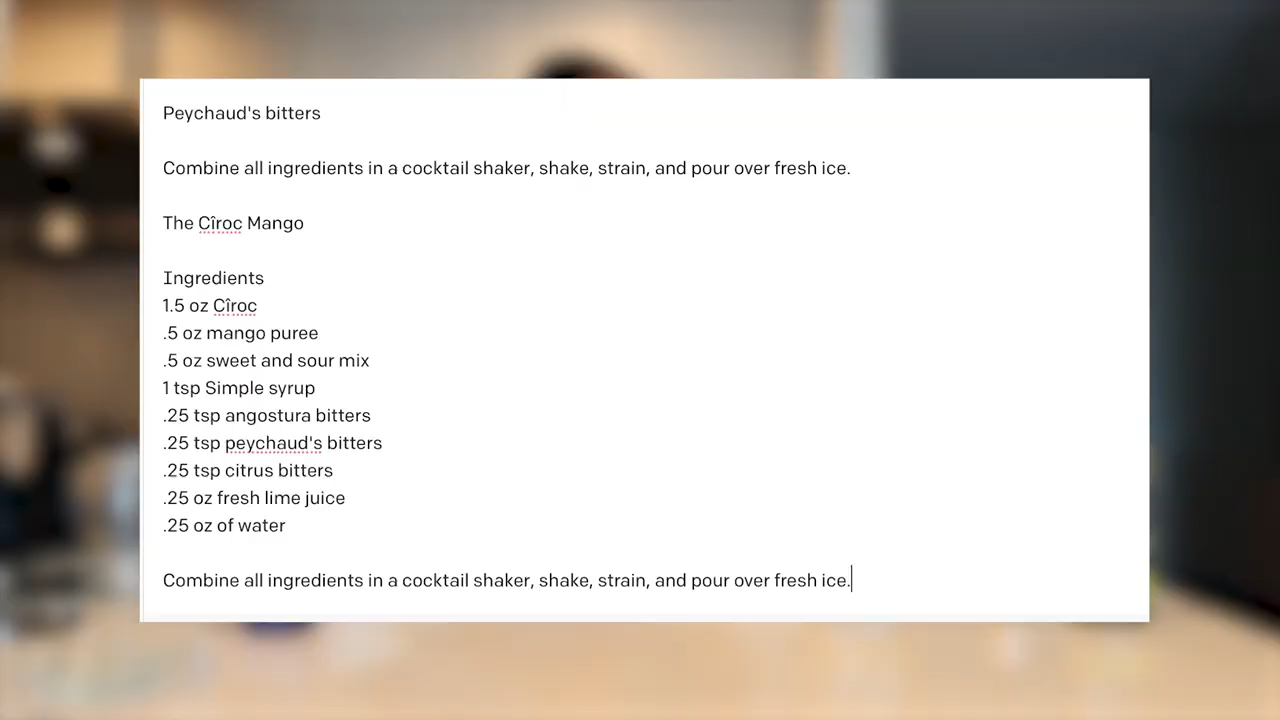 Peychaud's bitters
Combine all ingredients in a cocktail shaker, shake, strain, and pour over fresh ice.
The Cîroc Mango
Ingredients
1.5 oz Cîroc
.5 oz mango puree
.5 oz sweet and sour mix
1 tsp Simple syrup
.25 tsp angostura bitters
.25 tsp peychaud's bitters
.25 tsp citrus bitters
.25 oz fresh lime juice
.25 oz of water
Combine all ingredients in a cocktail shaker, shake, strain, and pour over fresh ice.